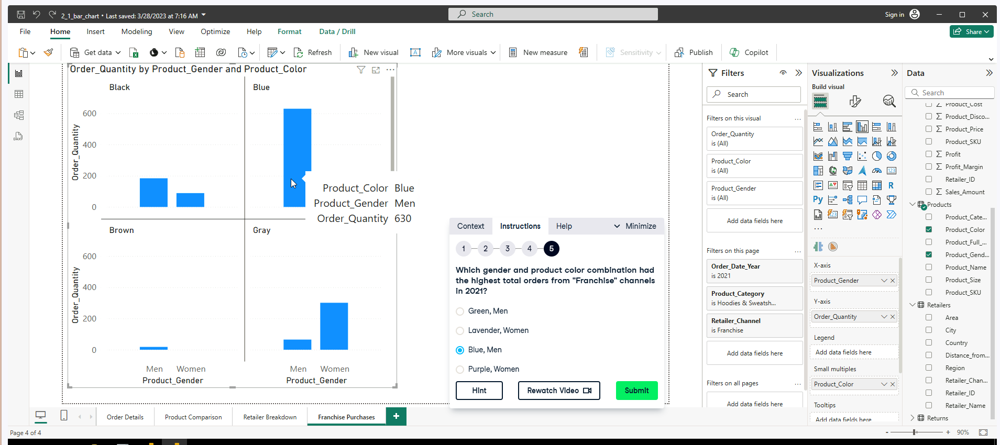 2_1_bar_chart • Last saved: 3/28/2023 at 7:16 AM
Search
Sign in
File Home Insert Modeling View Optimize Help Format Data / Drill
Share
Get data
Refresh
New visual
A
More visuals
New measure
Sensitivity
Publish
Copilot
Order_Quantity by Product_Gender and Product_Color
Black
Blue
Order_Quantity
600
400
200
0
Product_Color Blue
Product_Gender Men
Order_Quantity 630
Brown
Gray
Order_Quantity
600
400
200
0
Men Women
Product_Gender
Men Women
Product_Gender
Context Instructions Help Minimize
1 2 3 4 5
Which gender and product color combination had
the highest total orders from "Franchise" channels
in 2021?
Green, Men
Lavender, Women
Blue, Men
Purple, Women
Hint
Rewatch Video
Submit
Filters
Search
Filters on this visual ...
Order_Quantity
is (All)
Product_Color
is (All)
Product_Gender
is (All)
Add data fields here
Filters on this page ...
Order_Date_Year
is 2021
Product_Category
is Hoodies & Sweatsh...
Retailer_Channel
is Franchise
Add data fields here
Filters on all pages ...
Add data fields here
Visualizations
Build visual
123
R
Py
...
X-axis
Product_Gender
Y-axis
Order_Quantity
Legend
Add data fields here
Small multiples
Product_Color
Tooltips
Add data fields here
Data
Search
Product_Cost
Product_Disco...
Product_Price
Product_SKU
Profit
Profit_Margin
Retailer_ID
Sales_Amount
Products
Product_Cate...
Product_Color
Product_Full_...
Product_Gend...
Product_Name
Product_Size
Product_SKU
Retailers
Area
City
Country
Distance_from...
Region
Retailer_Chan...
Retailer_ID
Retailer_Name
Returns
DAX
Order Details
Product Comparison
Retailer Breakdown
Franchise Purchases
+
Page 4 of 4
- + 90%